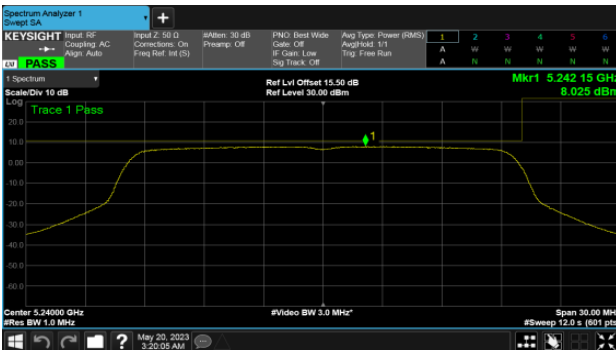 Spectrum Analyzer 1
Swept SA
KEYSIGHT
Input: RF
Coupling: AC
Align: Auto
Input Z: 50 Ω
Corrections: On
Freq Ref: Int (S)
#Atten: 30 dB
Preamp: Off
PNO: Best Wide
Gate: Off
IF Gain: Low
Sig Track: Off
Avg Type: Power (RMS)
Avg|Hold: 1/1
Trig: Free Run
1 2 3 4 5 6
A W W W W W
A N N N N N
LXI PASS
1 Spectrum
Scale/Div 10 dB
Ref Lvl Offset 15.50 dB
Ref Level 30.00 dBm
Mkr1 5.242 15 GHz
8.025 dBm
Log
Trace 1 Pass
20.0
10.0
0.00
-10.0
-20.0
-30.0
-40.0
-50.0
-60.0
1
Center 5.24000 GHz
#Res BW 1.0 MHz
#Video BW 3.0 MHz*
Span 30.00 MHz
#Sweep 12.0 s (601 pts)
May 20, 2023
3:20:05 AM